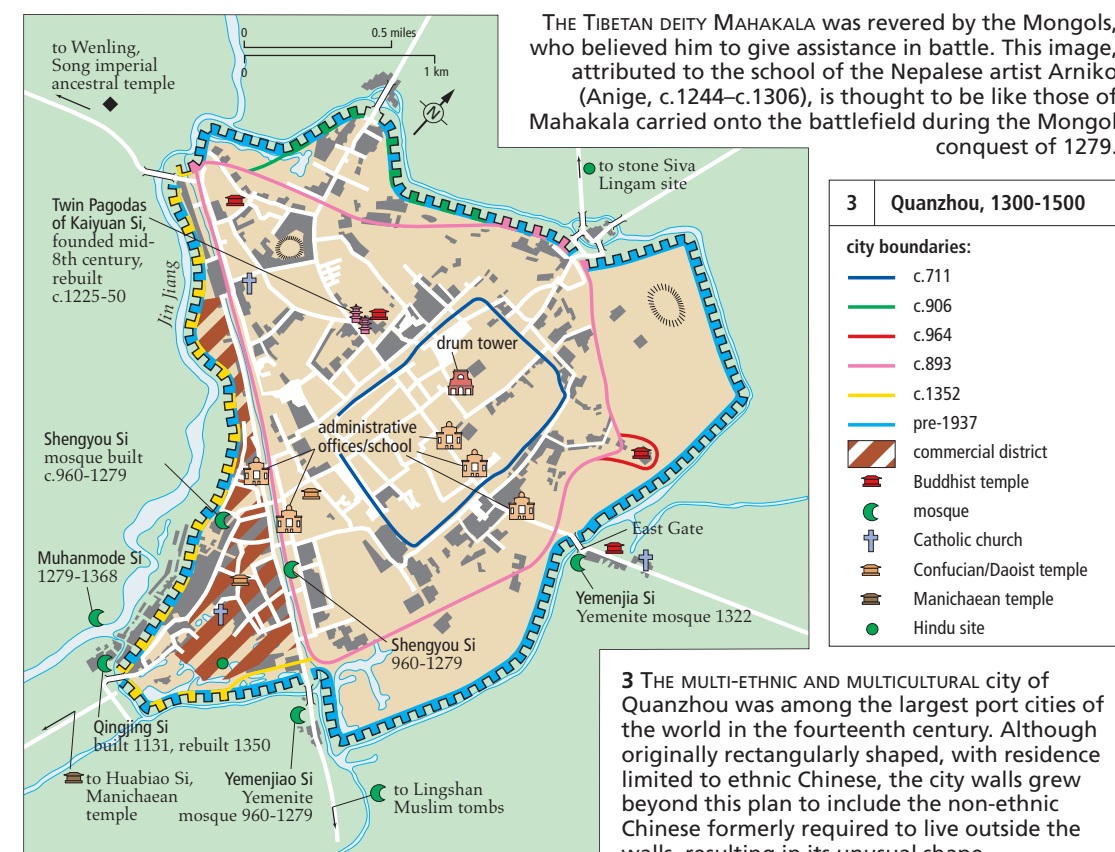 THE TIBETAN DEITY MAHAKALA was revered by the Mongols,
who believed him to give assistance in battle. This image,
attributed to the school of the Nepalese artist Arniko
(Anige, c.1244–c.1306), is thought to be like those of
Mahakala carried onto the battlefield during the Mongol
conquest of 1279.
to Wenling,
Song imperial
ancestral temple
0 0.5 miles
0 1 km
N
to stone Siva
Lingam site
Twin Pagodas
of Kaiyuan Si,
founded mid-
8th century,
rebuilt
c.1225-50
Jin Jiang
drum tower
administrative
offices/school
Shengyou Si
mosque built
c.960-1279
Muhanmode Si
1279-1368
East Gate
Yemenjia Si
Yemenite mosque 1322
Shengyou Si
960-1279
Qingjing Si
built 1131, rebuilt 1350
to Huabiao Si,
Manichaean
temple
Yemenjiao Si
Yemenite
mosque 960-1279
to Lingshan
Muslim tombs
3 Quanzhou, 1300-1500
city boundaries:
c.711
c.906
c.964
c.893
c.1352
pre-1937
commercial district
Buddhist temple
mosque
Catholic church
Confucian/Daoist temple
Manichaean temple
Hindu site
3 THE MULTI-ETHNIC AND MULTICULTURAL city of
Quanzhou was among the largest port cities of
the world in the fourteenth century. Although
originally rectangularly shaped, with residence
limited to ethnic Chinese, the city walls grew
beyond this plan to include the non-ethnic
Chinese formerly required to live outside the
walls, resulting in its unusual shape.